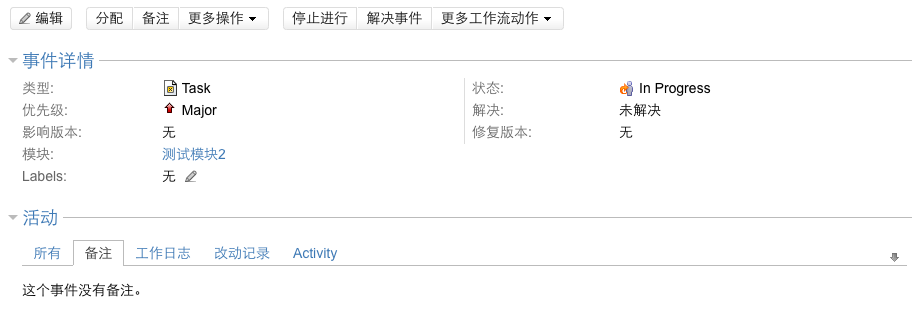 编辑 分配 备注 更多操作 停止进行 解决事件 更多工作流动作
事件详情
类型: Task 状态: In Progress
优先级: Major 解决: 未解决
影响版本: 无 修复版本: 无
模块: 测试模块2
Labels: 无
活动
所有 备注 工作日志 改动记录 Activity
这个事件没有备注。